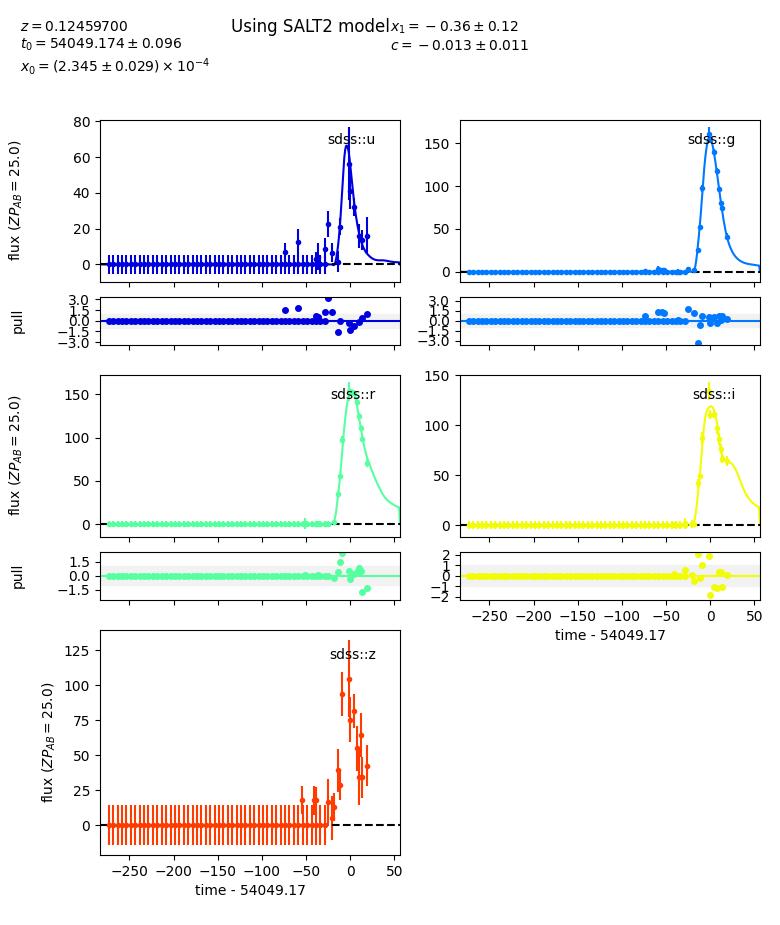 z = 0.12459700
Using SALT2 model
x₁ = −0.36 ± 0.12
t₀ = 54049.174 ± 0.096
c = −0.013 ± 0.011
x₀ = (2.345 ± 0.029) × 10⁻⁴
sdss::u
flux (ZP_AB = 25.0)
80
60
40
20
0
sdss::g
150
100
50
0
pull
3.0
1.5
0.0
−1.5
−3.0
3.0
1.5
0.0
−1.5
−3.0
sdss::r
flux (ZP_AB = 25.0)
150
100
50
0
sdss::i
150
100
50
0
pull
1.5
0.0
−1.5
2
1
0
−1
−2
−250 −200 −150 −100 −50 0 50
time - 54049.17
sdss::z
flux (ZP_AB = 25.0)
125
100
75
50
25
0
−250 −200 −150 −100 −50 0 50
time - 54049.17